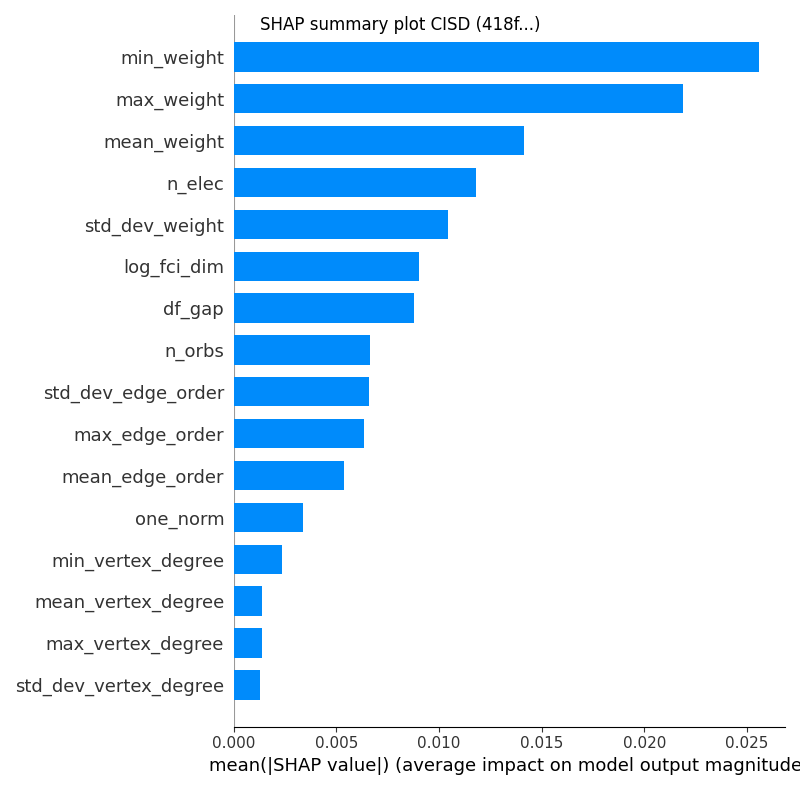 SHAP summary plot CISD (418f...)
min_weight
max_weight
mean_weight
n_elec
std_dev_weight
log_fci_dim
df_gap
n_orbs
std_dev_edge_order
max_edge_order
mean_edge_order
one_norm
min_vertex_degree
mean_vertex_degree
max_vertex_degree
std_dev_vertex_degree
0.000 0.005 0.010 0.015 0.020 0.025
mean(|SHAP value|) (average impact on model output magnitude